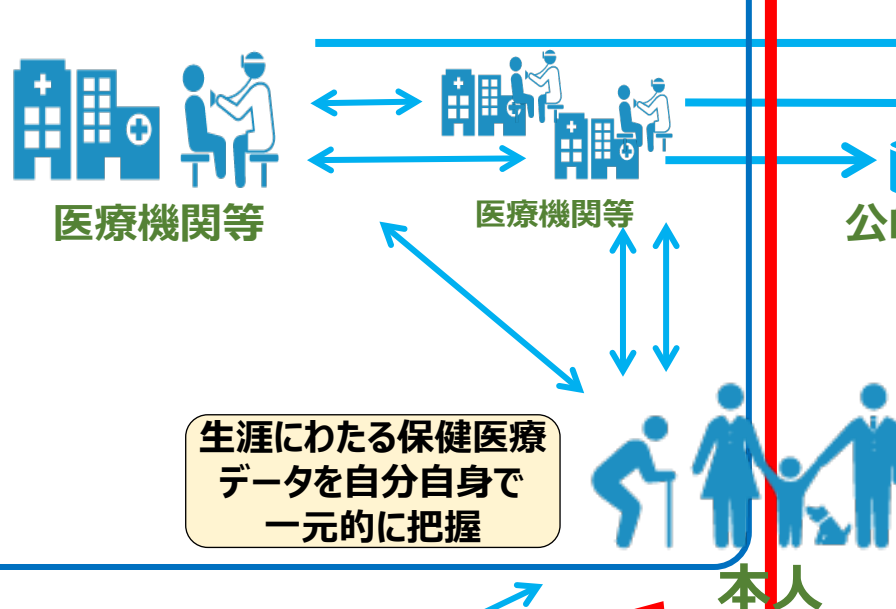 医療機関等
医療機関等
公
生涯にわたる保健医療
データを自分自身で
一元的に把握
本人